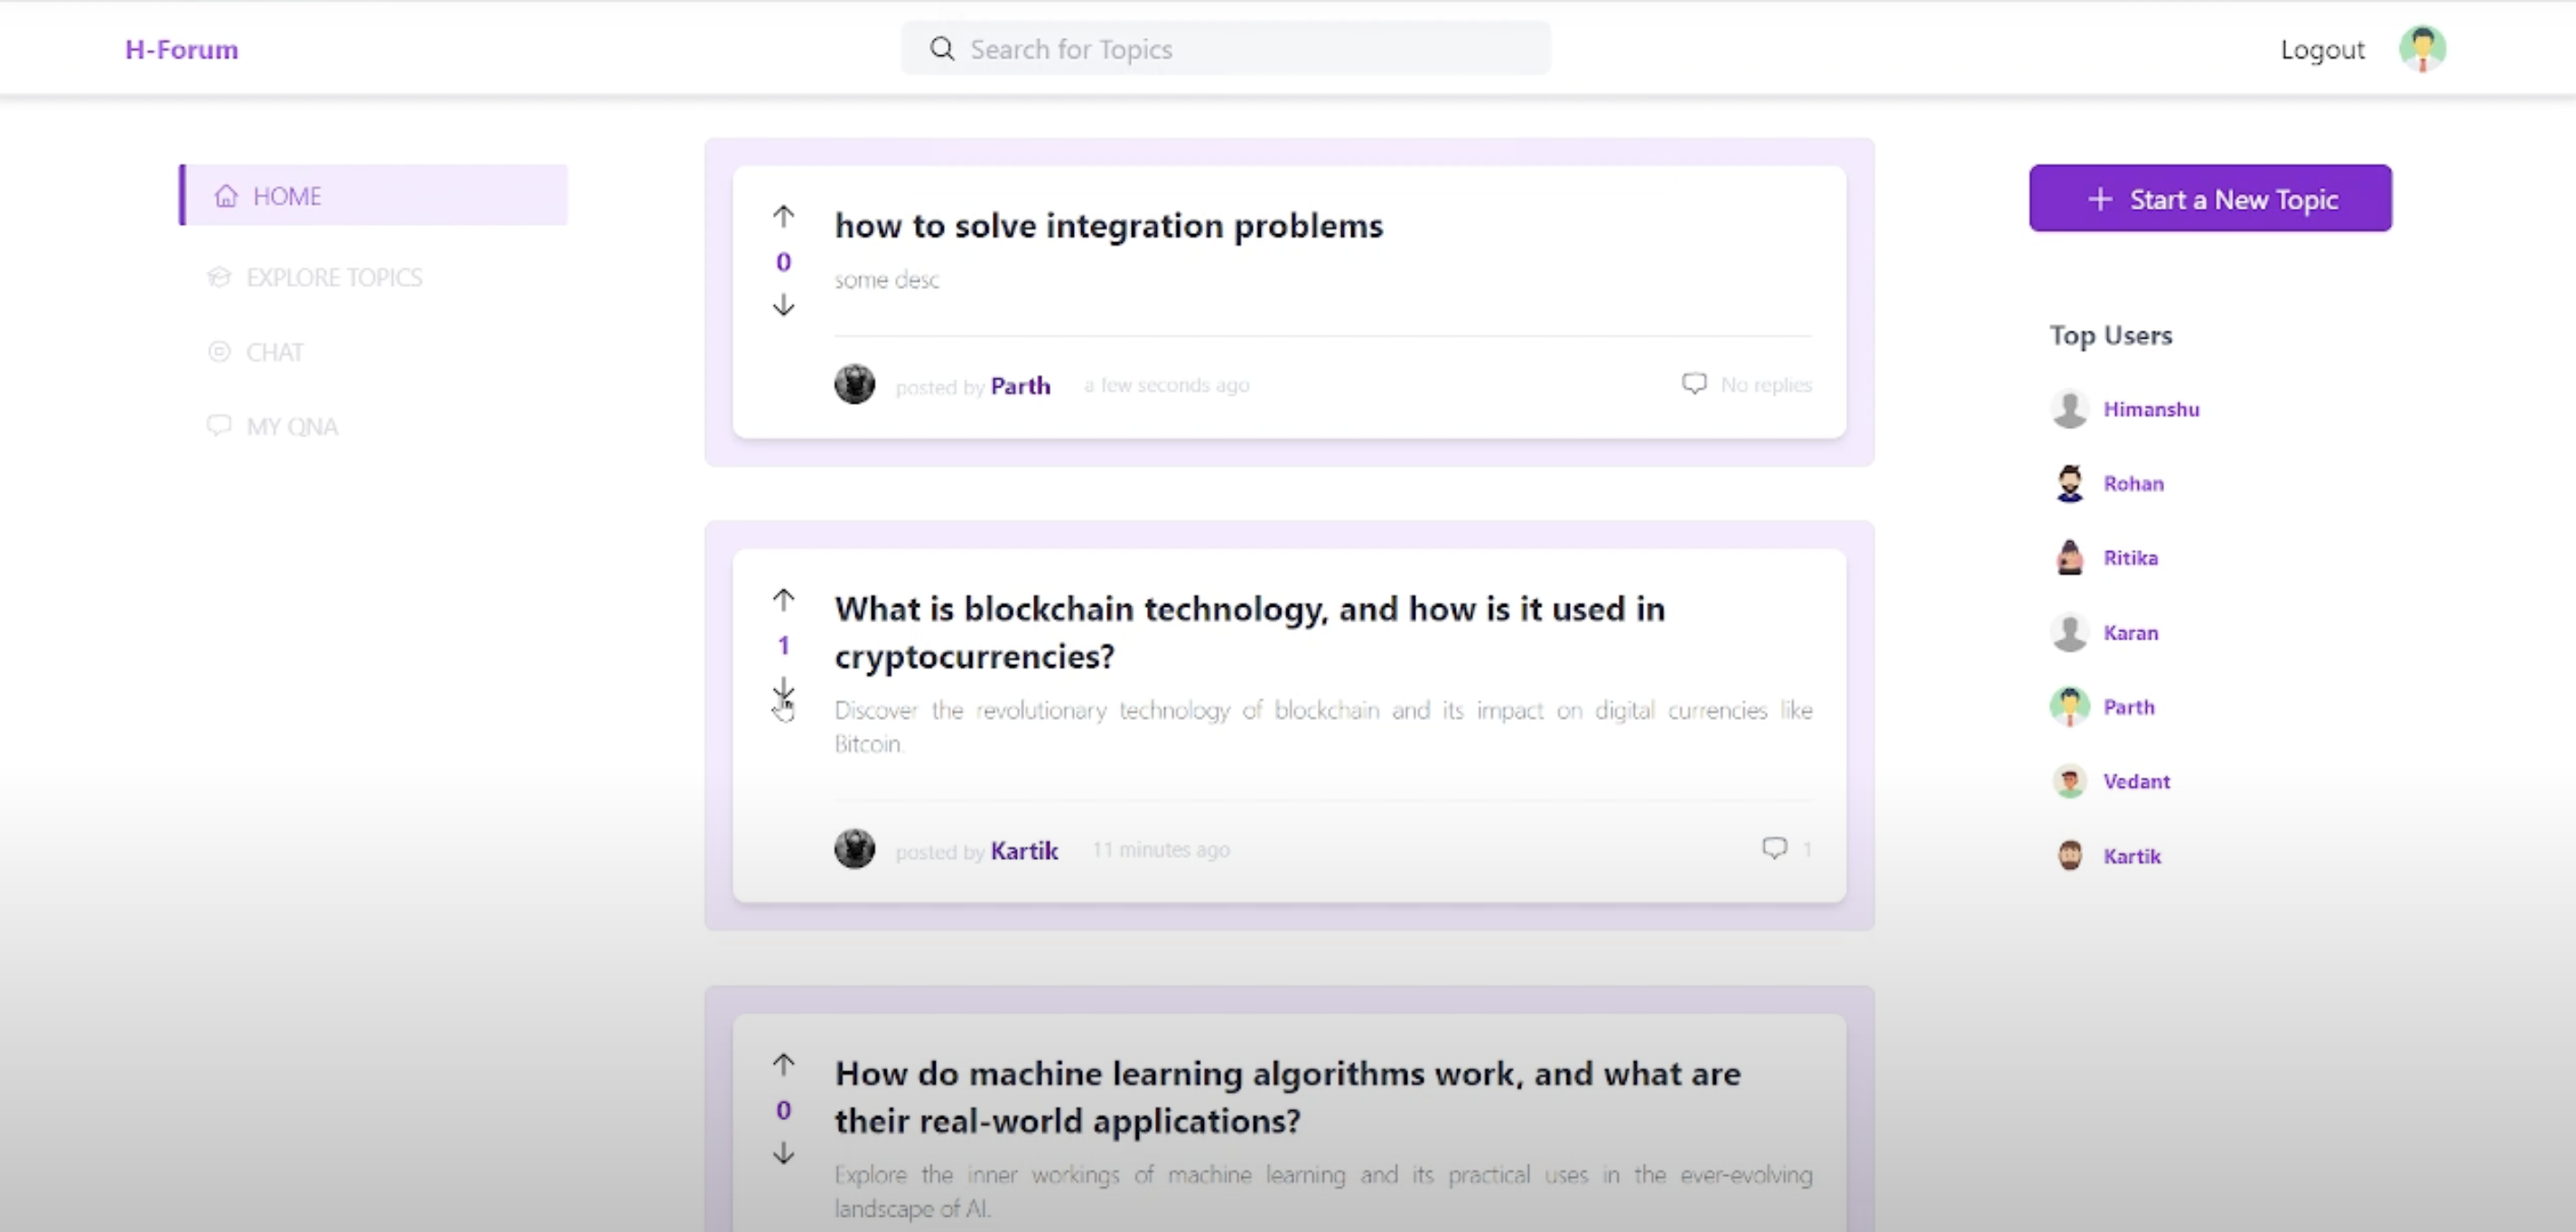 H-Forum
Search for Topics
Logout
HOME
EXPLORE TOPICS
CHAT
MY QNA
0
how to solve integration problems
some desc
posted by Parth a few seconds ago No replies
1
What is blockchain technology, and how is it used in
cryptocurrencies?
Discover the revolutionary technology of blockchain and its impact on digital currencies like
Bitcoin.
posted by Kartik 11 minutes ago 1
0
How do machine learning algorithms work, and what are
their real-world applications?
Explore the inner workings of machine learning and its practical uses in the ever-evolving
landscape of AI.
Start a New Topic
Top Users
Himanshu
Rohan
Ritika
Karan
Parth
Vedant
Kartik